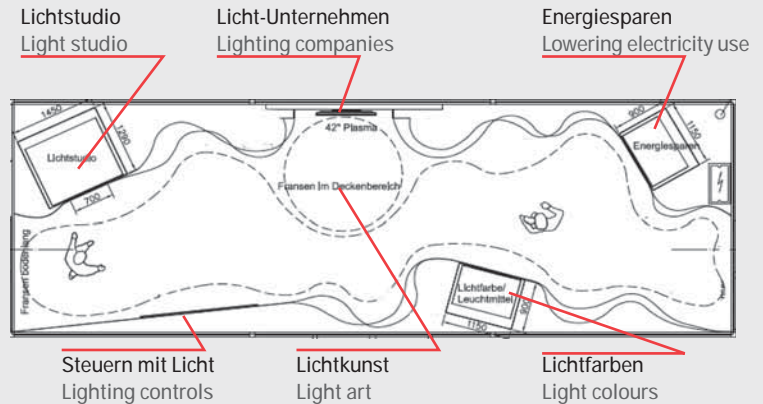 Lichtstudio
Light studio
Licht-Unternehmen
Lighting companies
Energiesparen
Lowering electricity use
1450
1290
Lichtstudio
700
42" Plasma
Fransen im Deckenbereich
900
1150
Energiesparen
Fransen bodenlang
Lichtfarbe/
Leuchtmittel
1150
900
Steuern mit Licht
Lighting controls
Lichtkunst
Light art
Lichtfarben
Light colours